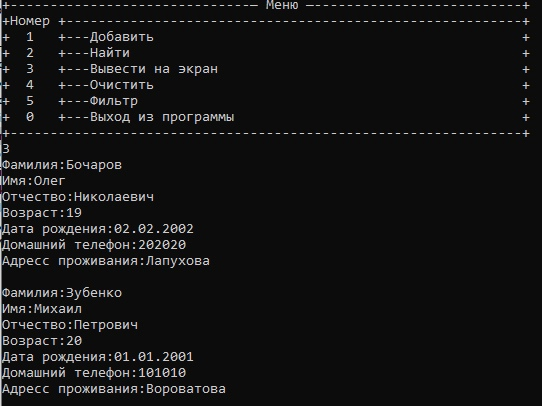 +------------------------------- Меню ---------------------------+
+Номер +---------------------------------------------------------+
+  1   +---Добавить                                              +
+  2   +---Найти                                                 +
+  3   +---Вывести на экран                                      +
+  4   +---Очистить                                              +
+  5   +---Фильтр                                                +
+  0   +---Выход из программы                                    +
+----------------------------------------------------------------+
3
Фамилия:Бочаров
Имя:Олег
Отчество:Николаевич
Возраст:19
Дата рождения:02.02.2002
Домашний телефон:202020
Адресс проживания:Лапухова

Фамилия:Зубенко
Имя:Михаил
Отчество:Петрович
Возраст:20
Дата рождения:01.01.2001
Домашний телефон:101010
Адресс проживания:Вороватова